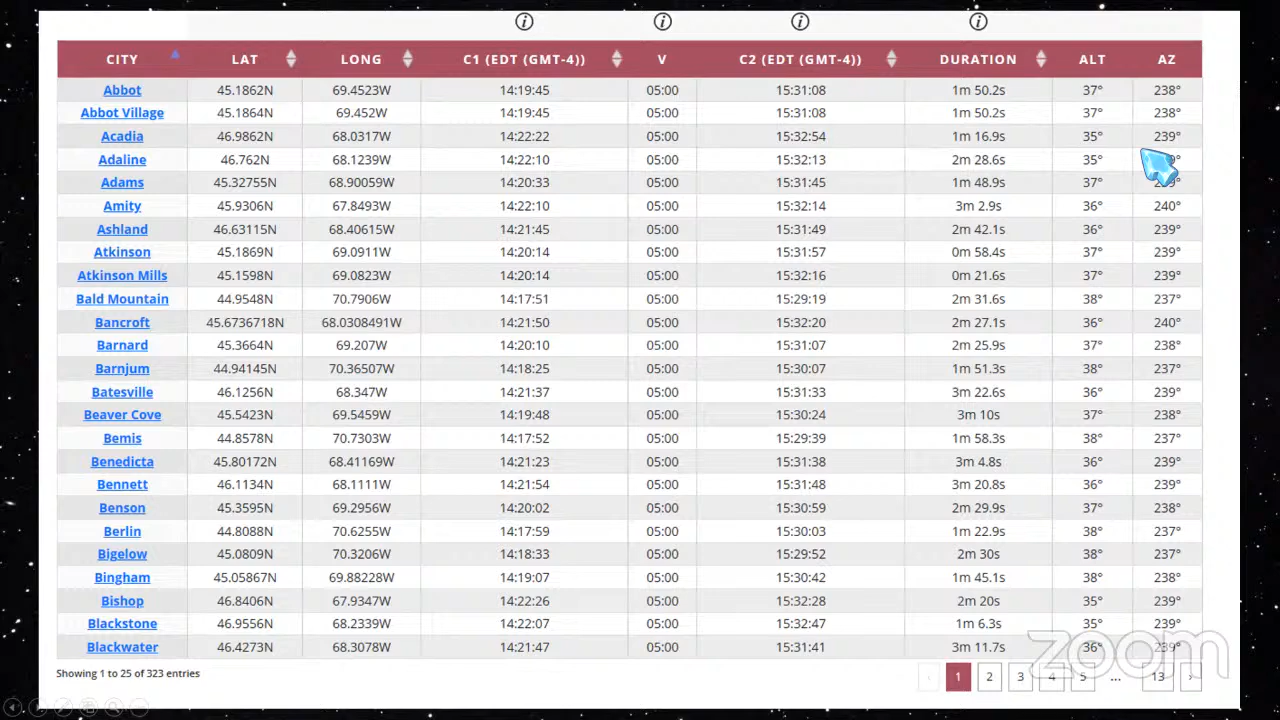 CITY LAT LONG C1 (EDT (GMT-4)) V C2 (EDT (GMT-4)) DURATION ALT AZ
Abbot 45.1862N 69.4523W 14:19:45 05:00 15:31:08 1m 50.2s 37° 238°
Abbot Village 45.1864N 69.452W 14:19:45 05:00 15:31:08 1m 50.2s 37° 238°
Acadia 46.9862N 68.0317W 14:22:22 05:00 15:32:54 1m 16.9s 35° 239°
Adaline 46.762N 68.1239W 14:22:10 05:00 15:32:13 2m 28.6s 35°
Adams 45.32755N 68.90059W 14:20:33 05:00 15:31:45 1m 48.9s 37°
Amity 45.9306N 67.8493W 14:22:10 05:00 15:32:14 3m 2.9s 36° 240°
Ashland 46.63115N 68.40615W 14:21:45 05:00 15:31:49 2m 42.1s 36° 239°
Atkinson 45.1869N 69.0911W 14:20:14 05:00 15:31:57 0m 58.4s 37° 239°
Atkinson Mills 45.1598N 69.0823W 14:20:14 05:00 15:32:16 0m 21.6s 37° 239°
Bald Mountain 44.9548N 70.7906W 14:17:51 05:00 15:29:19 2m 31.6s 38° 237°
Bancroft 45.6736718N 68.0308491W 14:21:50 05:00 15:32:20 2m 27.1s 36° 240°
Barnard 45.3664N 69.207W 14:20:10 05:00 15:31:07 2m 25.9s 37° 238°
Barnjum 44.94145N 70.36507W 14:18:25 05:00 15:30:07 1m 51.3s 38° 237°
Batesville 46.1256N 68.347W 14:21:37 05:00 15:31:33 3m 22.6s 36° 239°
Beaver Cove 45.5423N 69.5459W 14:19:48 05:00 15:30:24 3m 10s 37° 238°
Bemis 44.8578N 70.7303W 14:17:52 05:00 15:29:39 1m 58.3s 38° 237°
Benedicta 45.80172N 68.41169W 14:21:23 05:00 15:31:38 3m 4.8s 36° 239°
Bennett 46.1134N 68.1111W 14:21:54 05:00 15:31:48 3m 20.8s 36° 239°
Benson 45.3595N 69.2956W 14:20:02 05:00 15:30:59 2m 29.9s 37° 238°
Berlin 44.8088N 70.6255W 14:17:59 05:00 15:30:03 1m 22.9s 38° 237°
Bigelow 45.0809N 70.3206W 14:18:33 05:00 15:29:52 2m 30s 38° 237°
Bingham 45.05867N 69.88228W 14:19:07 05:00 15:30:42 1m 45.1s 38° 238°
Bishop 46.8406N 67.9347W 14:22:26 05:00 15:32:28 2m 20s 35° 239°
Blackstone 46.9556N 68.2339W 14:22:07 05:00 15:32:47 1m 6.3s 35° 239°
Blackwater 46.4273N 68.3078W 14:21:47 05:00 15:31:41 3m 11.7s 36° 239°
Showing 1 to 25 of 323 entries
‹ 1 2 3 4 5 ... 13 ›
zoom